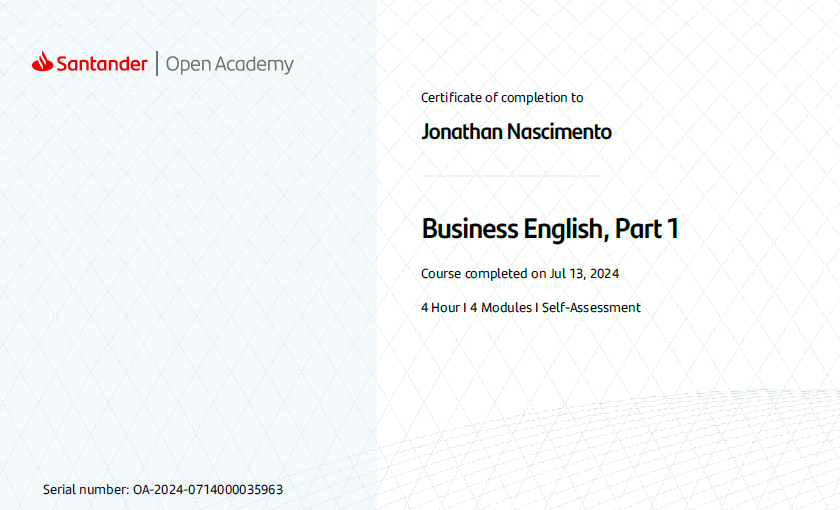 Santander | Open Academy
Certificate of completion to
Jonathan Nascimento
Business English, Part 1
Course completed on Jul 13, 2024
4 Hour I 4 Modules I Self-Assessment
Serial number: OA-2024-0714000035963